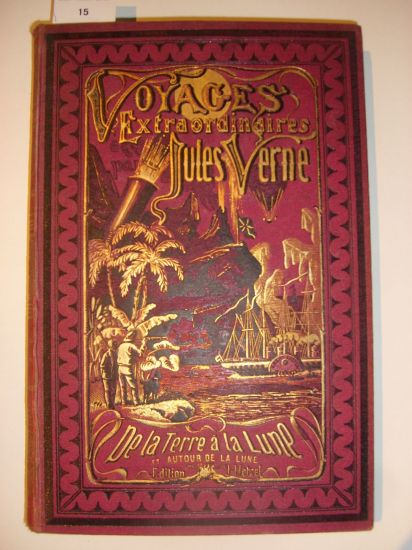 15
VOYAGES
Extraordinaires
par
JULES VERNE
De la Terre à la Lune
ET AUTOUR DE LA LUNE
Edition J. Hetzel